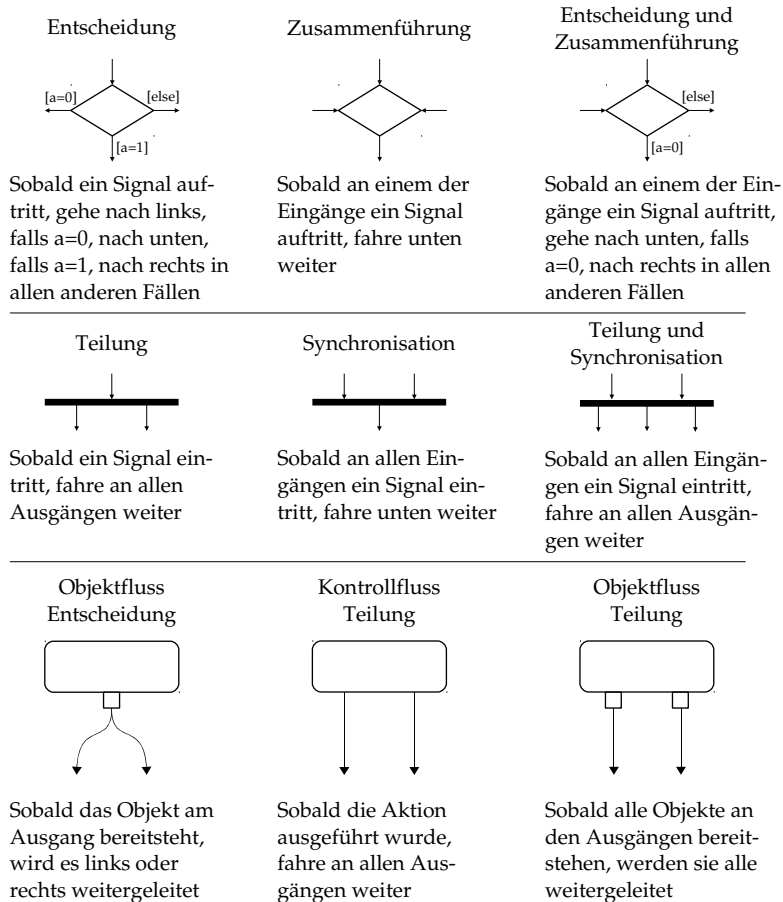 Entscheidung
[a=0]
[else]
[a=1]
Sobald ein Signal auf-
tritt, gehe nach links,
falls a=0, nach unten,
falls a=1, nach rechts in
allen anderen Fällen
Zusammenführung
Sobald an einem der
Eingänge ein Signal
auftritt, fahre unten
weiter
Entscheidung und
Zusammenführung
[else]
[a=0]
Sobald an einem der Ein-
gänge ein Signal auftritt,
gehe nach unten, falls
a=0, nach rechts in allen
anderen Fällen
Teilung
Sobald ein Signal ein-
tritt, fahre an allen
Ausgängen weiter
Synchronisation
Sobald an allen Ein-
gängen ein Signal ein-
tritt, fahre unten weiter
Teilung und
Synchronisation
Sobald an allen Eingän-
gen ein Signal eintritt,
fahre an allen Ausgän-
gen weiter
Objektfluss
Entscheidung
Sobald das Objekt am
Ausgang bereitsteht,
wird es links oder
rechts weitergeleitet
Kontrollfluss
Teilung
Sobald die Aktion
ausgeführt wurde,
fahre an allen Aus-
gängen weiter
Objektfluss
Teilung
Sobald alle Objekte an
den Ausgängen bereit-
stehen, werden sie alle
weitergeleitet